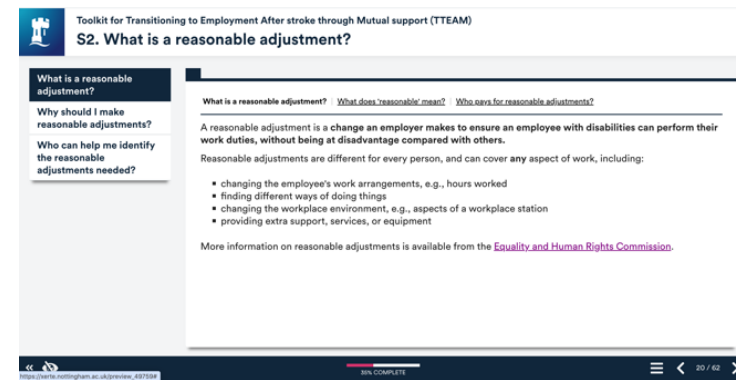 Toolkit for Transitioning to Employment After stroke through Mutual support (TTEAM)
S2. What is a reasonable adjustment?
What is a reasonable
adjustment?
Why should I make
reasonable adjustments?
Who can help me identify
the reasonable
adjustments needed?
What is a reasonable adjustment? | What does 'reasonable' mean? | Who pays for reasonable adjustments?
A reasonable adjustment is a change an employer makes to ensure an employee with disabilities can perform their
work duties, without being at disadvantage compared with others.
Reasonable adjustments are different for every person, and can cover any aspect of work, including:
▪ changing the employee's work arrangements, e.g., hours worked
▪ finding different ways of doing things
▪ changing the workplace environment, e.g., aspects of a workplace station
▪ providing extra support, services, or equipment
More information on reasonable adjustments is available from the Equality and Human Rights Commission.
https://xerte.nottingham.ac.uk/preview_49759#
35% COMPLETE
20 / 62